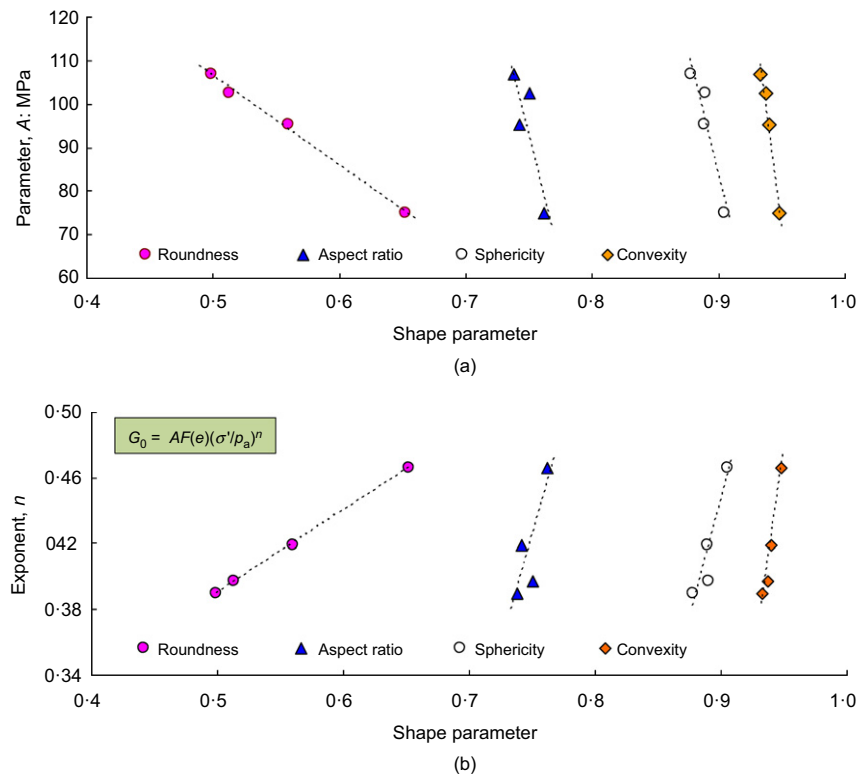 120
110
100
90
80
70
60
Parameter, A: MPa
Roundness
Aspect ratio
Sphericity
Convexity
0·4
0·5
0·6
0·7
0·8
0·9
1·0
Shape parameter
(a)
0·50
0·46
042
0·38
0·34
Exponent, n
G0 = AF(e)(σ'/pa)n
Roundness
Aspect ratio
Sphericity
Convexity
0·4
0·5
0·6
0·7
0·8
0·9
1·0
Shape parameter
(b)